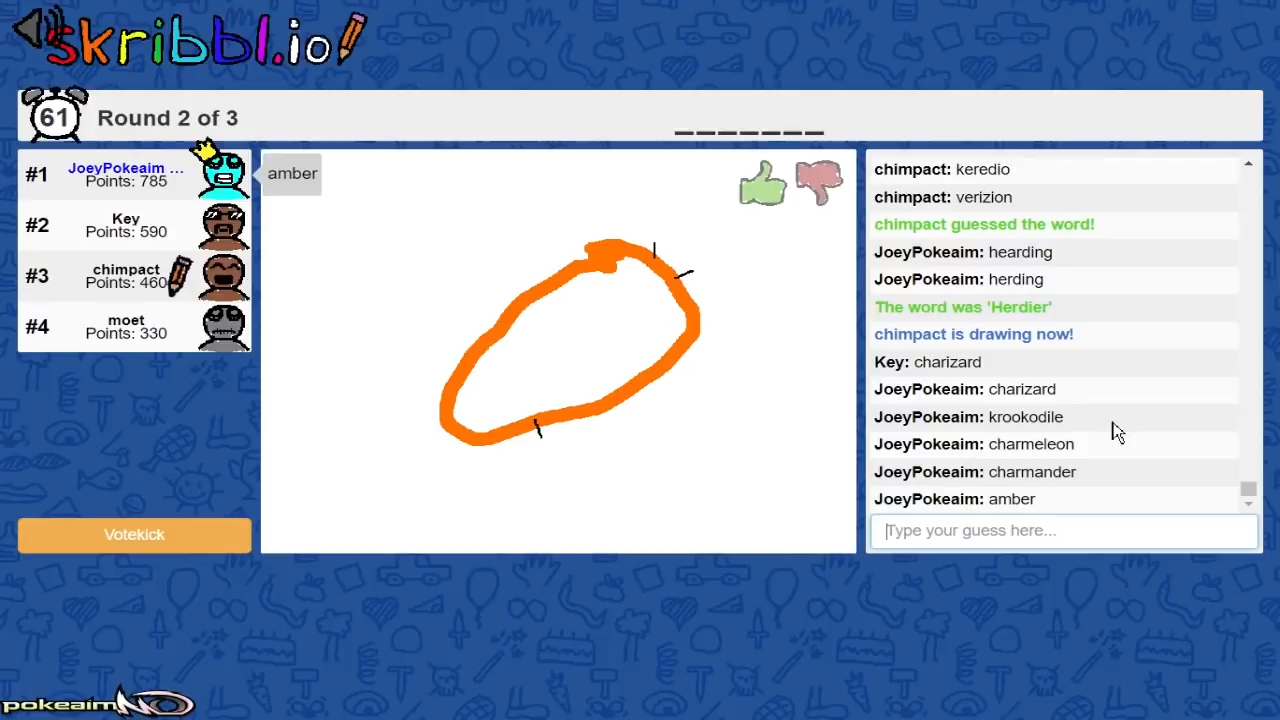 skribbl.io
61
Round 2 of 3
_______
#1
JoeyPokeaim ...
Points: 785
#2
Key
Points: 590
#3
chimpact
Points: 460
#4
moet
Points: 330
Votekick
amber
chimpact: keredio
chimpact: verizion
chimpact guessed the word!
JoeyPokeaim: hearding
JoeyPokeaim: herding
The word was 'Herdier'
chimpact is drawing now!
Key: charizard
JoeyPokeaim: charizard
JoeyPokeaim: krookodile
JoeyPokeaim: charmeleon
JoeyPokeaim: charmander
JoeyPokeaim: amber
Type your guess here...
pokeaimMD